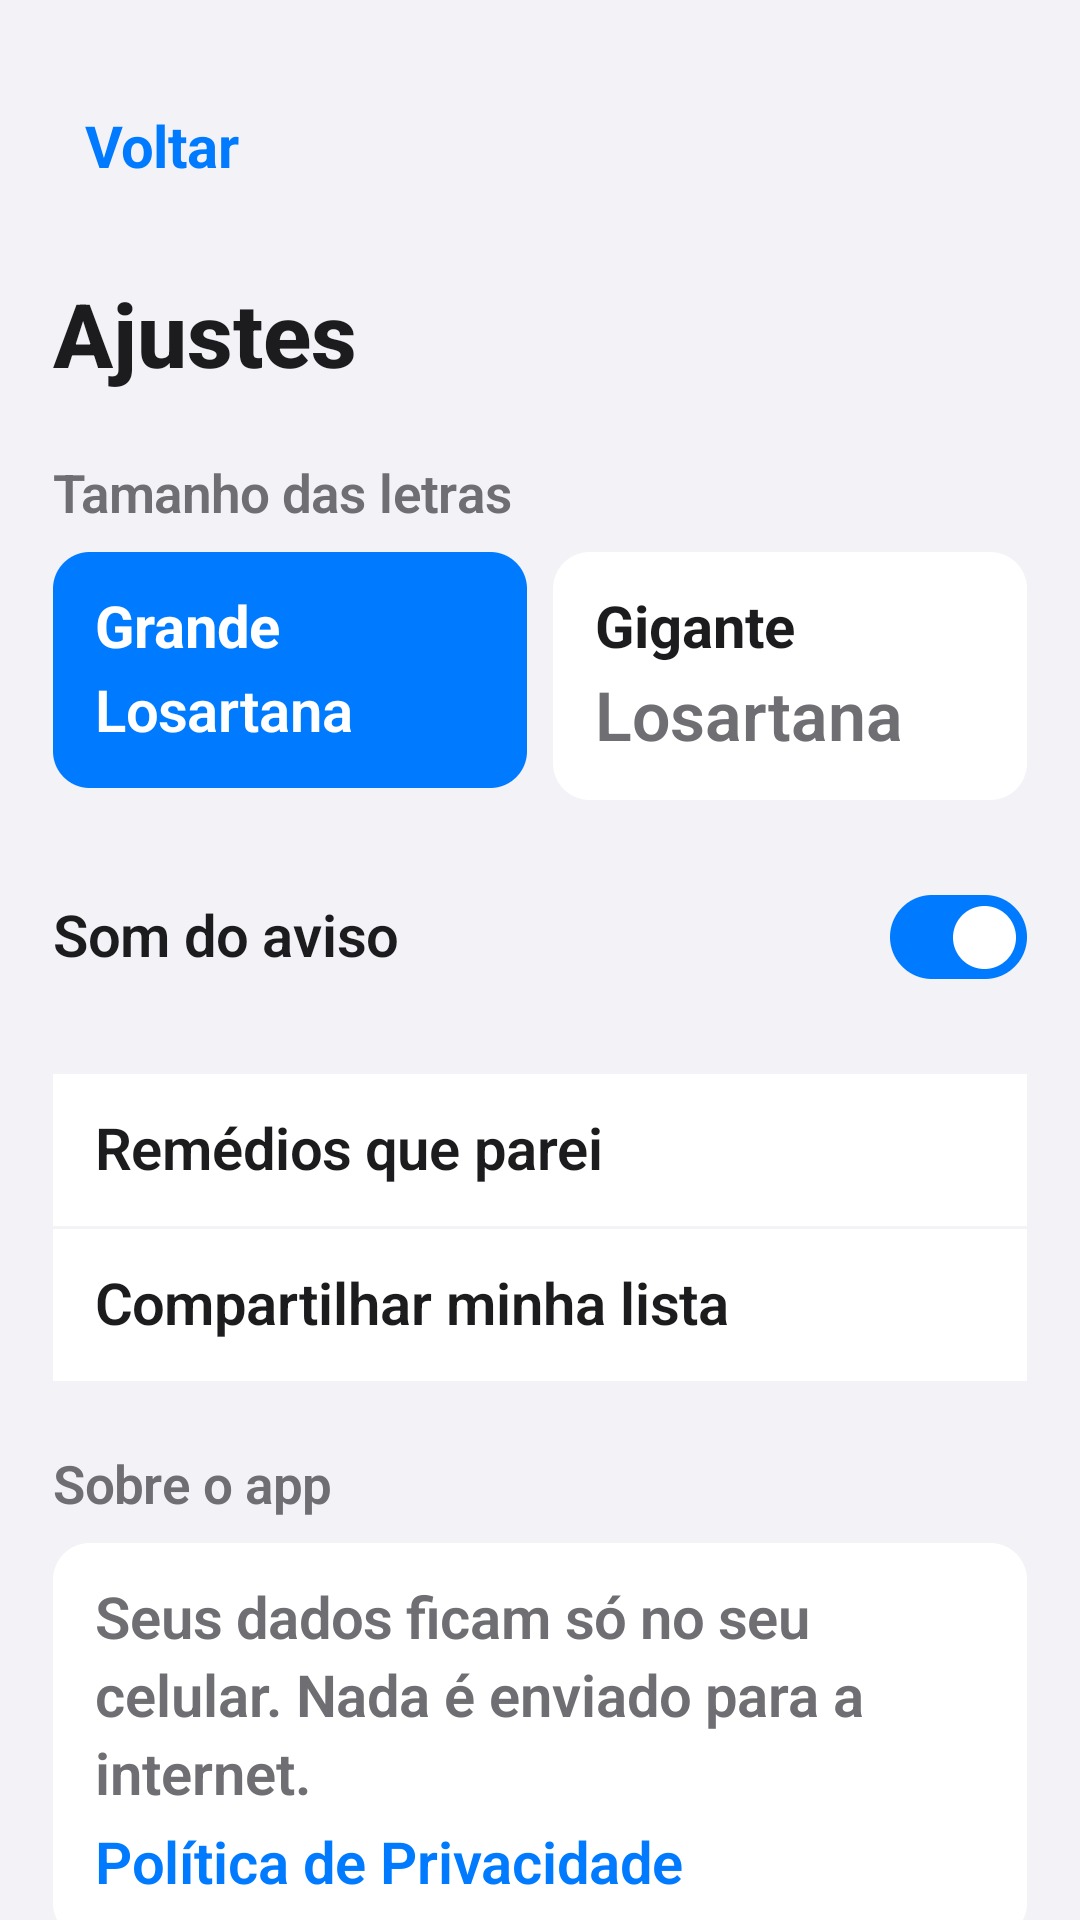 Voltar
Ajustes
Tamanho das letras
Grande
Losartana
Gigante
Losartana
Som do aviso
Remédios que parei
Compartilhar minha lista
Sobre o app
Seus dados ficam só no seu
celular. Nada é enviado para a
internet.
Política de Privacidade